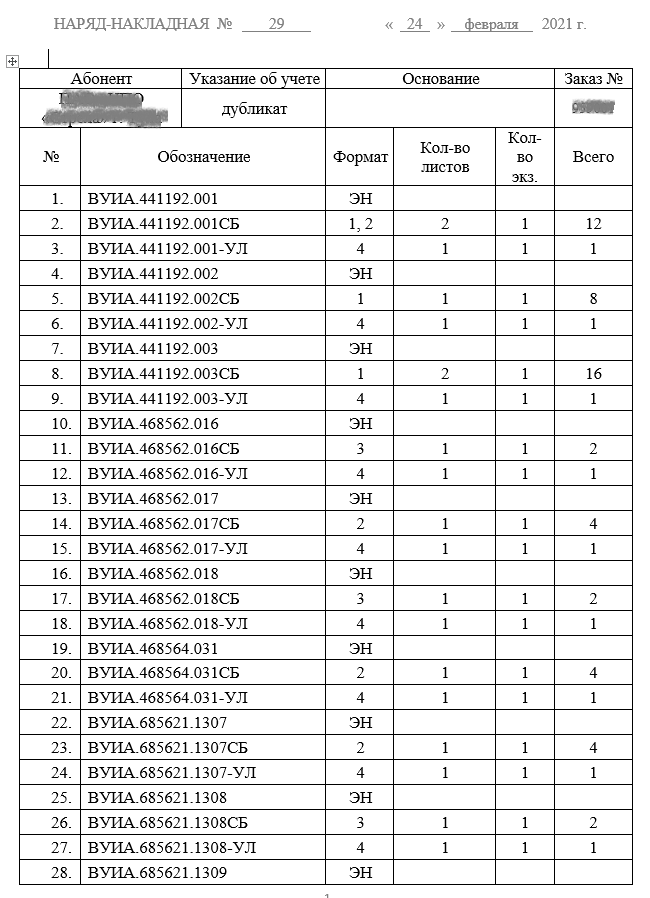 НАРЯД-НАКЛАДНАЯ № 29 « 24 » февраля 2021 г.
Абонент Указание об учете Основание Заказ №
дубликат
№ Обозначение Формат Кол-во листов Кол-во экз. Всего
1. ВУИА.441192.001 ЭН
2. ВУИА.441192.001СБ 1, 2 2 1 12
3. ВУИА.441192.001-УЛ 4 1 1 1
4. ВУИА.441192.002 ЭН
5. ВУИА.441192.002СБ 1 1 1 8
6. ВУИА.441192.002-УЛ 4 1 1 1
7. ВУИА.441192.003 ЭН
8. ВУИА.441192.003СБ 1 2 1 16
9. ВУИА.441192.003-УЛ 4 1 1 1
10. ВУИА.468562.016 ЭН
11. ВУИА.468562.016СБ 3 1 1 2
12. ВУИА.468562.016-УЛ 4 1 1 1
13. ВУИА.468562.017 ЭН
14. ВУИА.468562.017СБ 2 1 1 4
15. ВУИА.468562.017-УЛ 4 1 1 1
16. ВУИА.468562.018 ЭН
17. ВУИА.468562.018СБ 3 1 1 2
18. ВУИА.468562.018-УЛ 4 1 1 1
19. ВУИА.468564.031 ЭН
20. ВУИА.468564.031СБ 2 1 1 4
21. ВУИА.468564.031-УЛ 4 1 1 1
22. ВУИА.685621.1307 ЭН
23. ВУИА.685621.1307СБ 2 1 1 4
24. ВУИА.685621.1307-УЛ 4 1 1 1
25. ВУИА.685621.1308 ЭН
26. ВУИА.685621.1308СБ 3 1 1 2
27. ВУИА.685621.1308-УЛ 4 1 1 1
28. ВУИА.685621.1309 ЭН